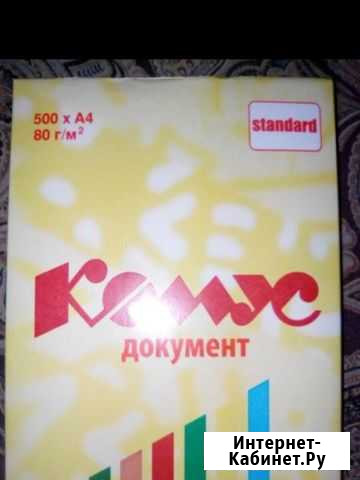 500 x A4
80 г/м²
standard
Комус
документ
Интернет-
Кабинет.Ру